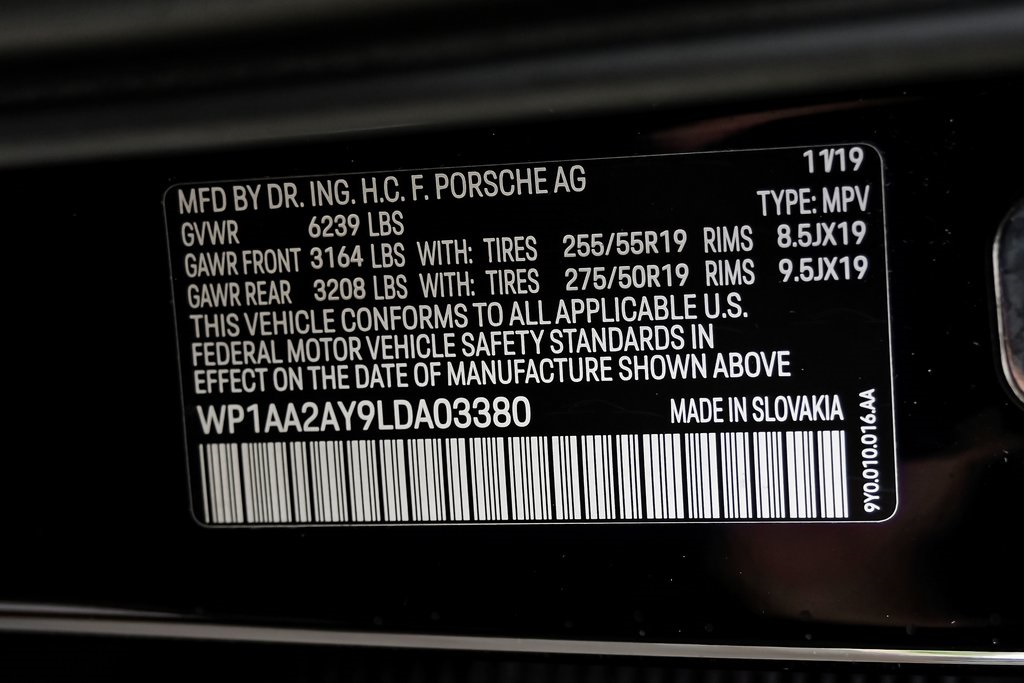 MFD BY DR. ING. H.C. F. PORSCHE AG 11/19
GVWR 6239 LBS TYPE: MPV
GAWR FRONT 3164 LBS WITH: TIRES 255/55R19 RIMS 8.5JX19
GAWR REAR 3208 LBS WITH: TIRES 275/50R19 RIMS 9.5JX19
THIS VEHICLE CONFORMS TO ALL APPLICABLE U.S.
FEDERAL MOTOR VEHICLE SAFETY STANDARDS IN
EFFECT ON THE DATE OF MANUFACTURE SHOWN ABOVE
WP1AA2AY9LDA03380 MADE IN SLOVAKIA
9Y0.010.016.AA